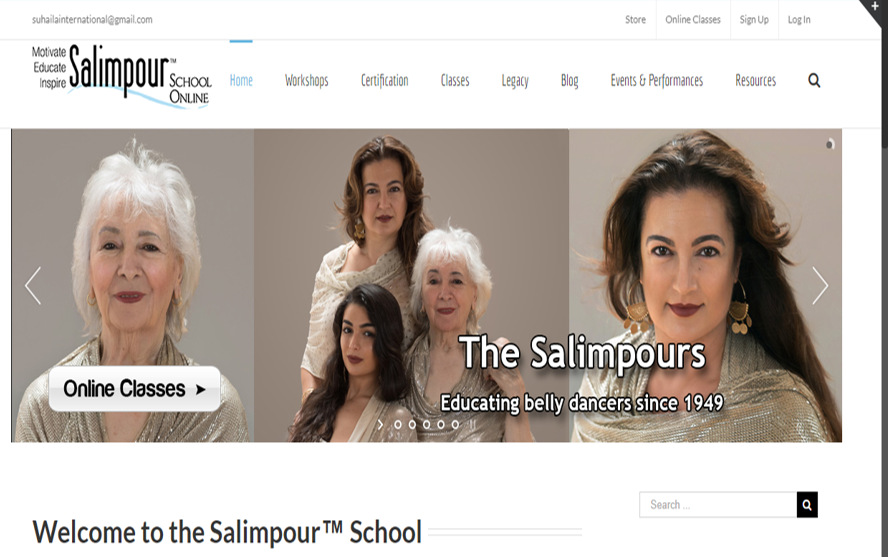 suhailainternational@gmail.com
Store
Online Classes
Sign Up
Log In
Motivate
Educate
Inspire
Salimpour™
SCHOOL
ONLINE
Home
Workshops
Certification
Classes
Legacy
Blog
Events & Performances
Resources
Online Classes
The Salimpours
Educating belly dancers since 1949
Search ...
Welcome to the Salimpour™ School